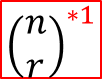 (n *1
r)